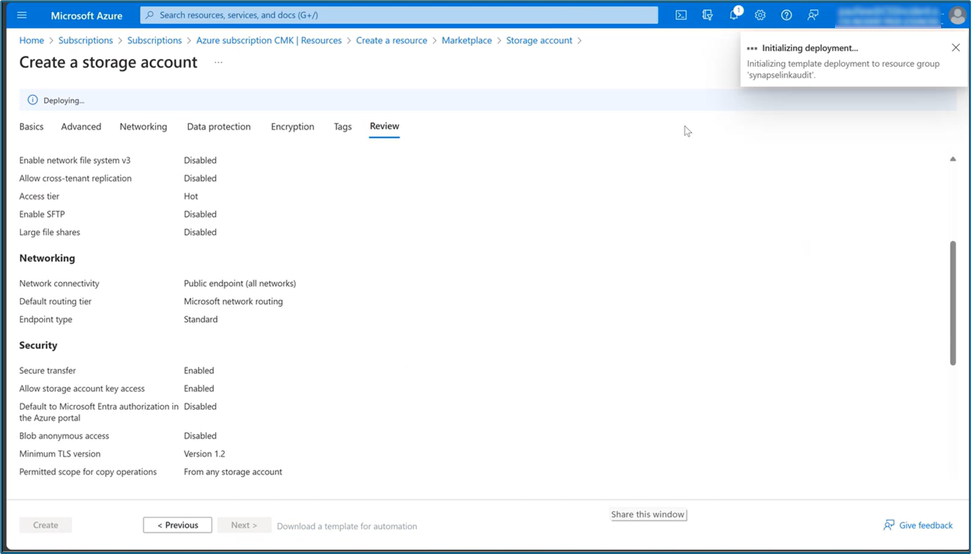 Microsoft Azure
Search resources, services, and docs (G+/)
1
Home > Subscriptions > Subscriptions > Azure subscription CMK | Resources > Create a resource > Marketplace > Storage account >
Create a storage account ...
Initializing deployment...
Initializing template deployment to resource group
'synapselinkaudit'.
Deploying...
Basics Advanced Networking Data protection Encryption Tags Review
Enable network file system v3 Disabled
Allow cross-tenant replication Disabled
Access tier Hot
Enable SFTP Disabled
Large file shares Disabled
Networking
Network connectivity Public endpoint (all networks)
Default routing tier Microsoft network routing
Endpoint type Standard
Security
Secure transfer Enabled
Allow storage account key access Enabled
Default to Microsoft Entra authorization in Disabled
the Azure portal
Blob anonymous access Disabled
Minimum TLS version Version 1.2
Permitted scope for copy operations From any storage account
Share this window
Create < Previous Next > Download a template for automation Give feedback